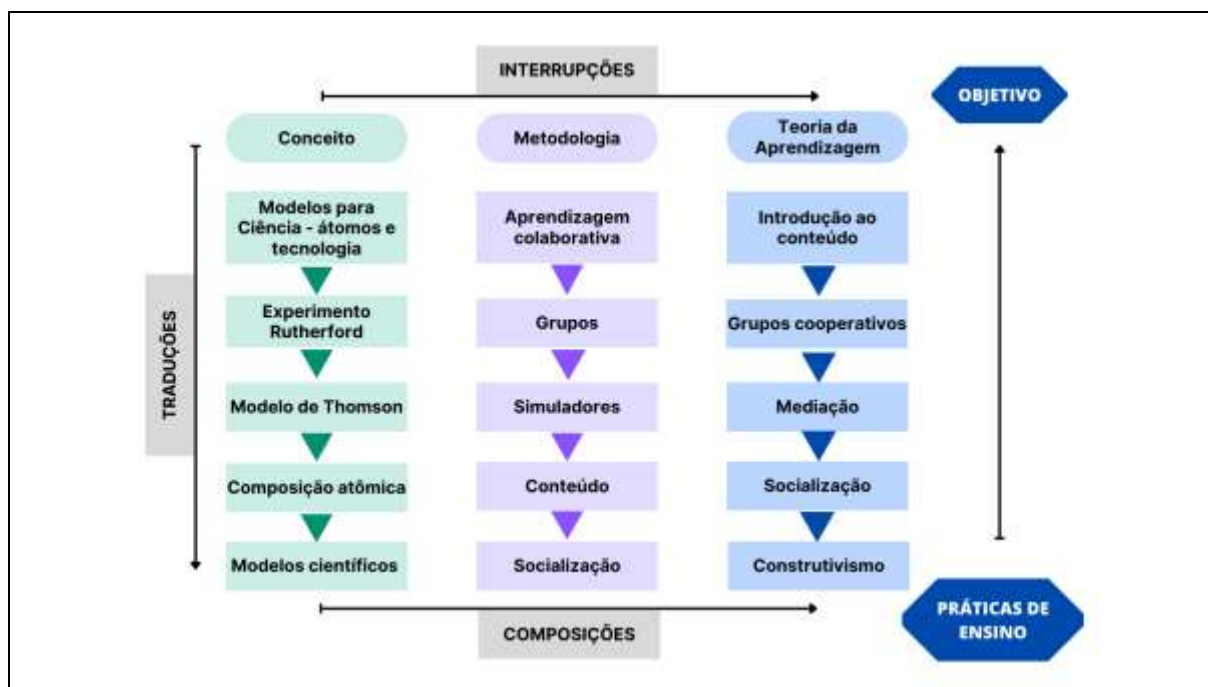 INTERRUPÇÕES
OBJETIVO
Conceito
Metodologia
Teoria da
Aprendizagem
Modelos para
Ciência - átomos e
tecnologia
Aprendizagem
colaborativa
Introdução ao
conteúdo
TRADUÇÕES
Experimento
Rutherford
Grupos
Grupos cooperativos
Modelo de Thomson
Simuladores
Mediação
Composição atômica
Conteúdo
Socialização
Modelos científicos
Socialização
Construtivismo
COMPOSIÇÕES
PRÁTICAS DE
ENSINO